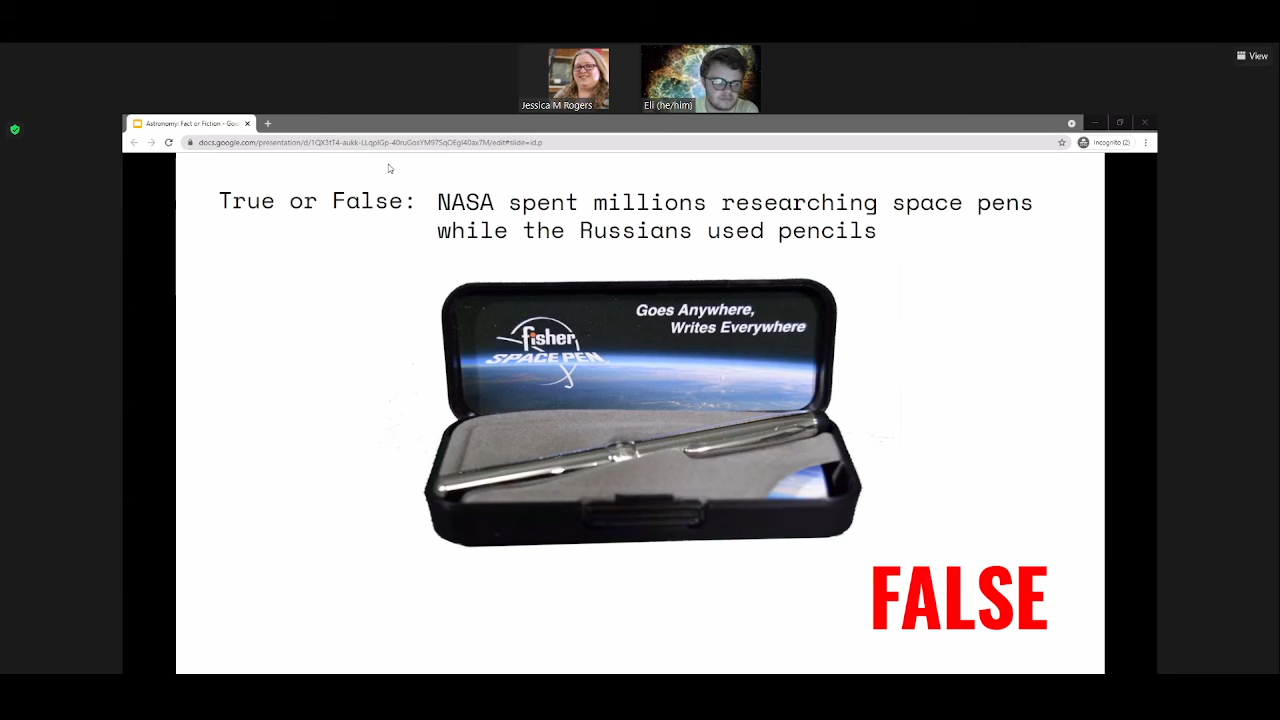 View
Jessica M Rogers
Eli (he/him)
Astronomy: Fact or Fiction - Goo
Incognito (2)
True or False:
NASA spent millions researching space pens
while the Russians used pencils
Goes Anywhere,
Writes Everywhere
fisher
SPACE PEN
FALSE